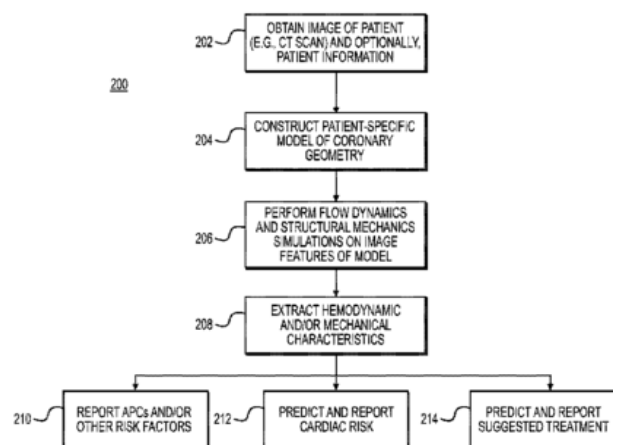 OBTAIN IMAGE OF PATIENT
(E.G., CT SCAN) AND OPTIONALLY,
PATIENT INFORMATION
202
200
CONSTRUCT PATIENT-SPECIFIC
MODEL OF CORONARY
GEOMETRY
204
PERFORM FLOW DYNAMICS
AND STRUCTURAL MECHANICS
SIMULATIONS ON IMAGE
FEATURES OF MODEL
206
EXTRACT HEMODYNAMIC
AND/OR MECHANICAL
CHARACTERISTICS
208
210
REPORT APCs AND/OR
OTHER RISK FACTORS
212
PREDICT AND REPORT
CARDIAC RISK
214
PREDICT AND REPORT
SUGGESTED TREATMENT